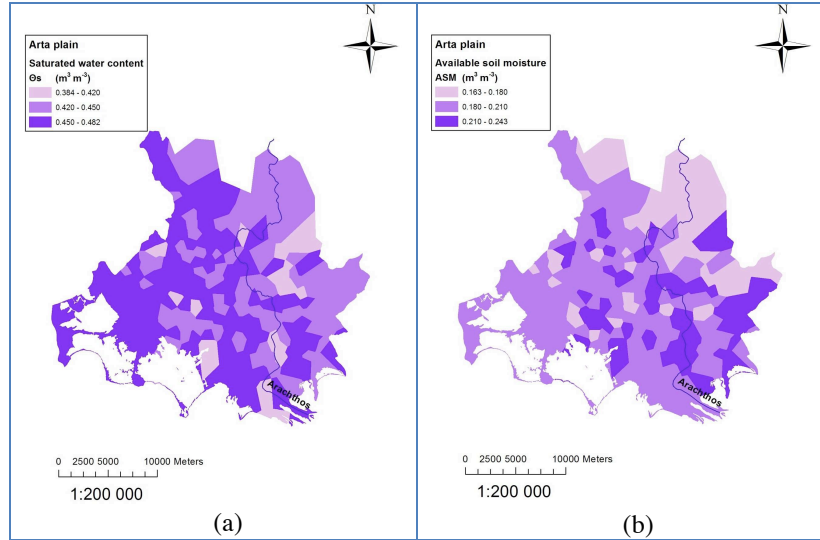 N
Arta plain
Saturated water content
Θs (m³ m⁻³)
0.384 - 0.420
0.420 - 0.450
0.450 - 0.482
Arachthos
0 2500 5000 10000 Meters
1:200 000
(a)
N
Arta plain
Available soil moisture
ASM (m³ m⁻³)
0.163 - 0.180
0.180 - 0.210
0.210 - 0.243
Arachthos
0 2500 5000 10000 Meters
1:200 000
(b)